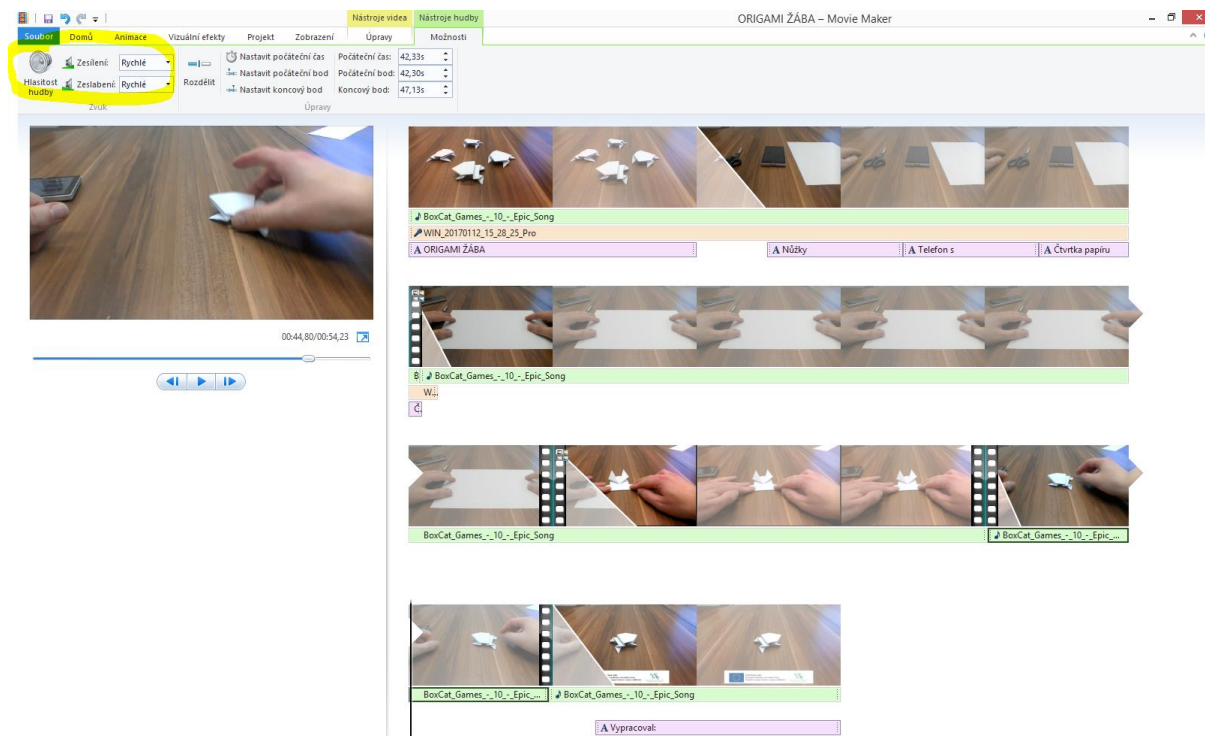 Nástroje videa Nástroje hudby ORIGAMI ŽÁBA – Movie Maker
Soubor Domů Animace Vizuální efekty Projekt Zobrazení Úpravy Možnosti
Hlasitost hudby
Zesílení: Rychlé
Zeslabení: Rychlé
Zvuk
Rozdělit
Nastavit počáteční čas Počáteční čas: 42,33s
Nastavit počáteční bod Počáteční bod: 42,30s
Nastavit koncový bod Koncový bod: 47,13s
Úpravy
00:44,80/00:54,23
BoxCat_Games_-_10_-_Epic_Song
WIN_20170112_15_28_25_Pro
A ORIGAMI ŽÁBA A Nůžky A Telefon s A Čtvrtka papíru
B BoxCat_Games_-_10_-_Epic_Song
W...
Č.
BoxCat_Games_-_10_-_Epic_Song BoxCat_Games_-_10_-_Epic_...
BoxCat_Games_-_10_-_Epic_... BoxCat_Games_-_10_-_Epic_Song
A Vypracoval: